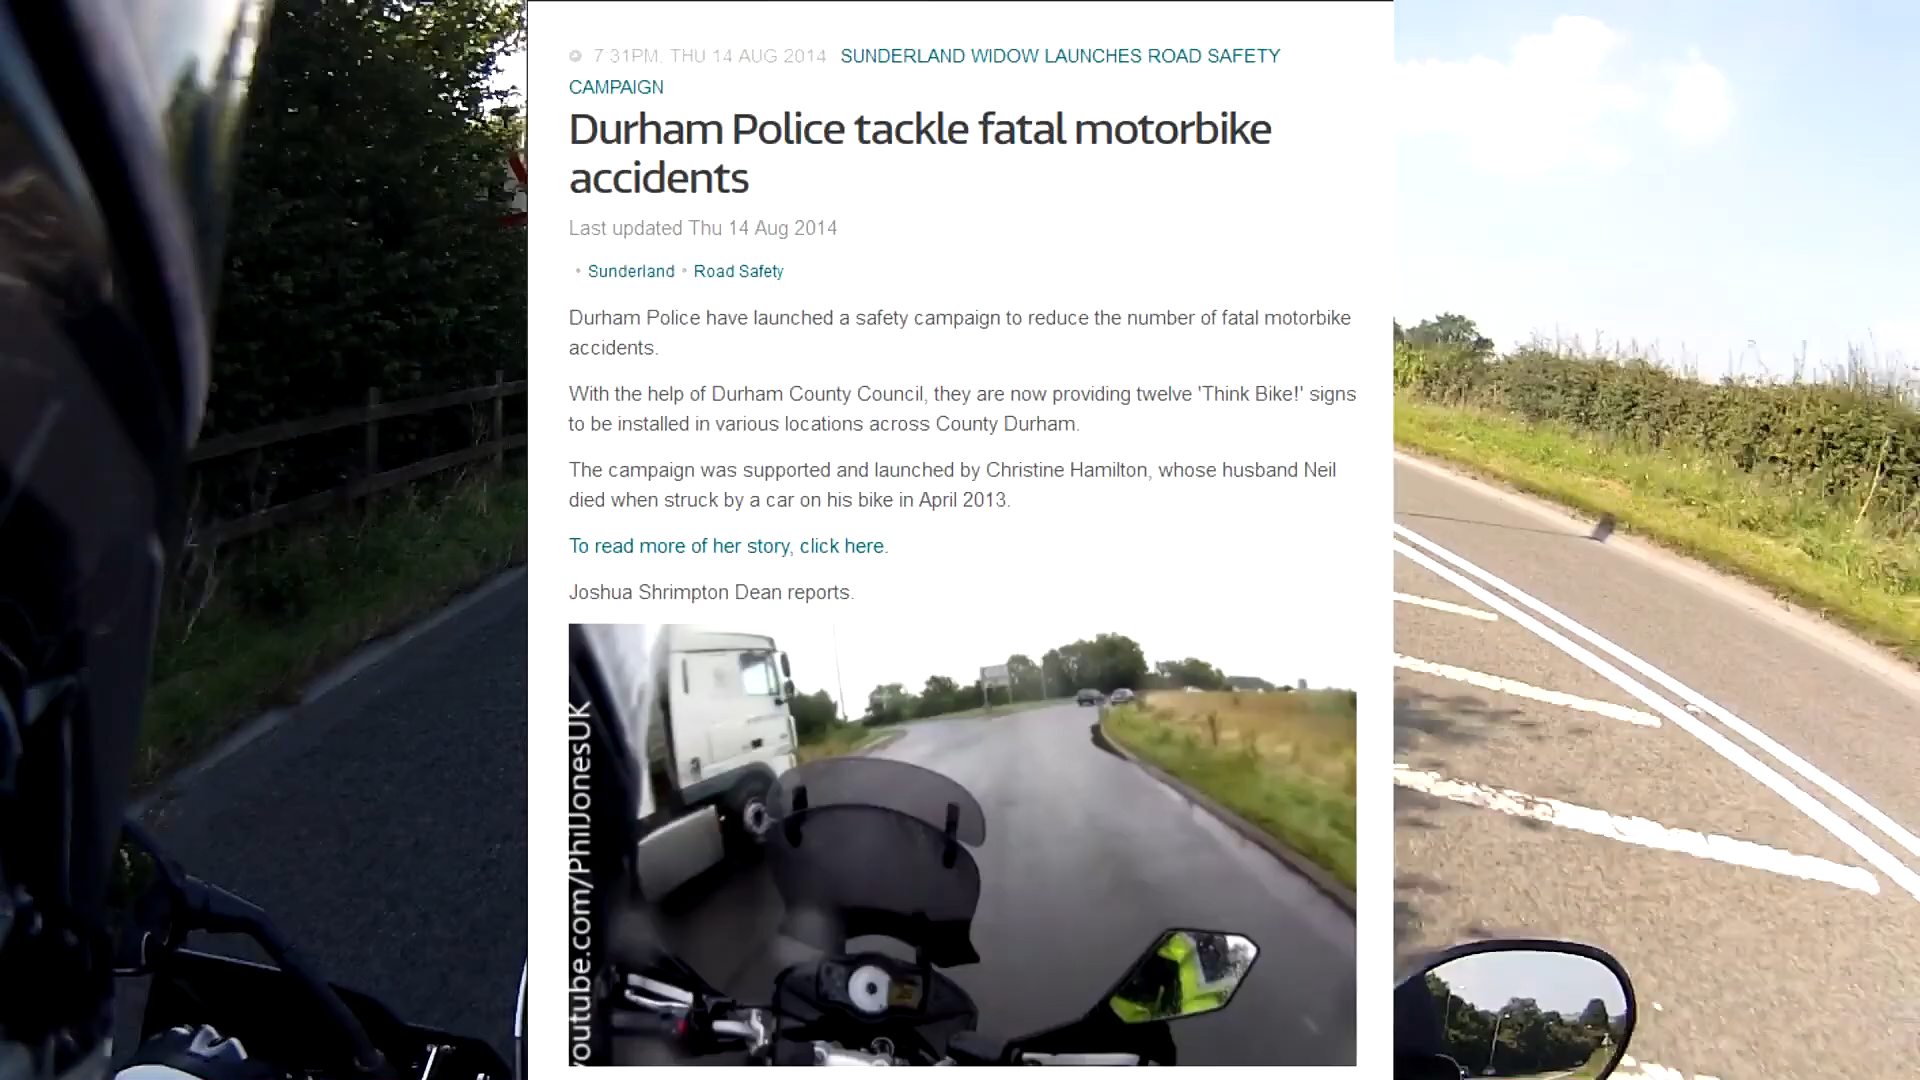 7:31PM, THU 14 AUG 2014 SUNDERLAND WIDOW LAUNCHES ROAD SAFETY
CAMPAIGN
Durham Police tackle fatal motorbike
accidents
Last updated Thu 14 Aug 2014
• Sunderland • Road Safety
Durham Police have launched a safety campaign to reduce the number of fatal motorbike
accidents.
With the help of Durham County Council, they are now providing twelve 'Think Bike!' signs
to be installed in various locations across County Durham.
The campaign was supported and launched by Christine Hamilton, whose husband Neil
died when struck by a car on his bike in April 2013.
To read more of her story, click here.
Joshua Shrimpton Dean reports.
youtube.com/PhilJonesUK